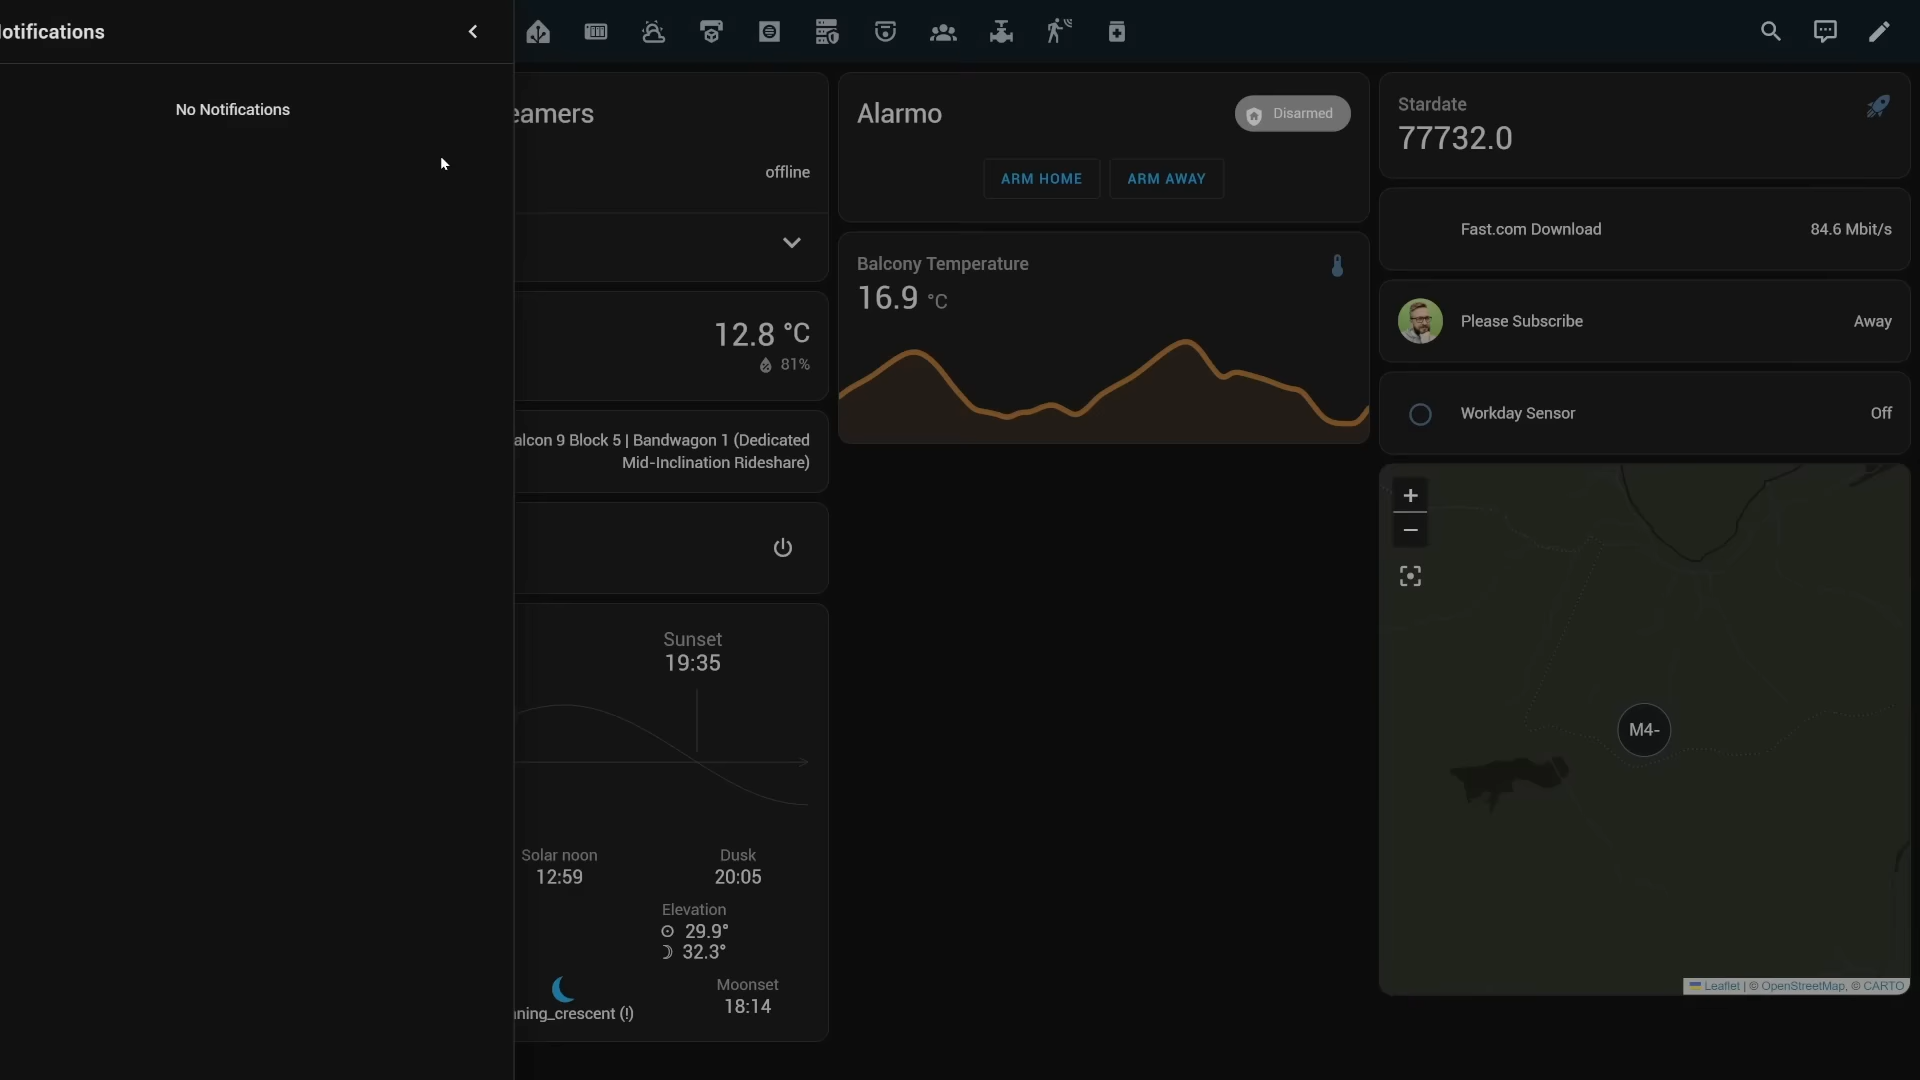 otifications
No Notifications
eamers
offline
12.8 °C
81%
alcon 9 Block 5 | Bandwagon 1 (Dedicated
Mid-Inclination Rideshare)
Sunset
19:35
Solar noon
12:59
Dusk
20:05
Elevation
29.9°
32.3°
ning_crescent (!)
Moonset
18:14
Alarmo
Disarmed
ARM HOME
ARM AWAY
Balcony Temperature
16.9 °C
Stardate
77732.0
Fast.com Download
84.6 Mbit/s
Please Subscribe
Away
Workday Sensor
Off
+
−
M4-
Leaflet | © OpenStreetMap, © CARTO